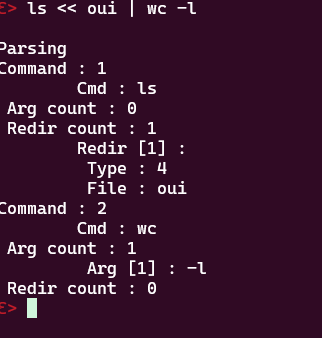 Ɛ> ls << oui | wc -l
Parsing
Command : 1
Cmd : ls
Arg count : 0
Redir count : 1
Redir [1] :
Type : 4
File : oui
Command : 2
Cmd : wc
Arg count : 1
Arg [1] : -l
Redir count : 0
Ɛ>